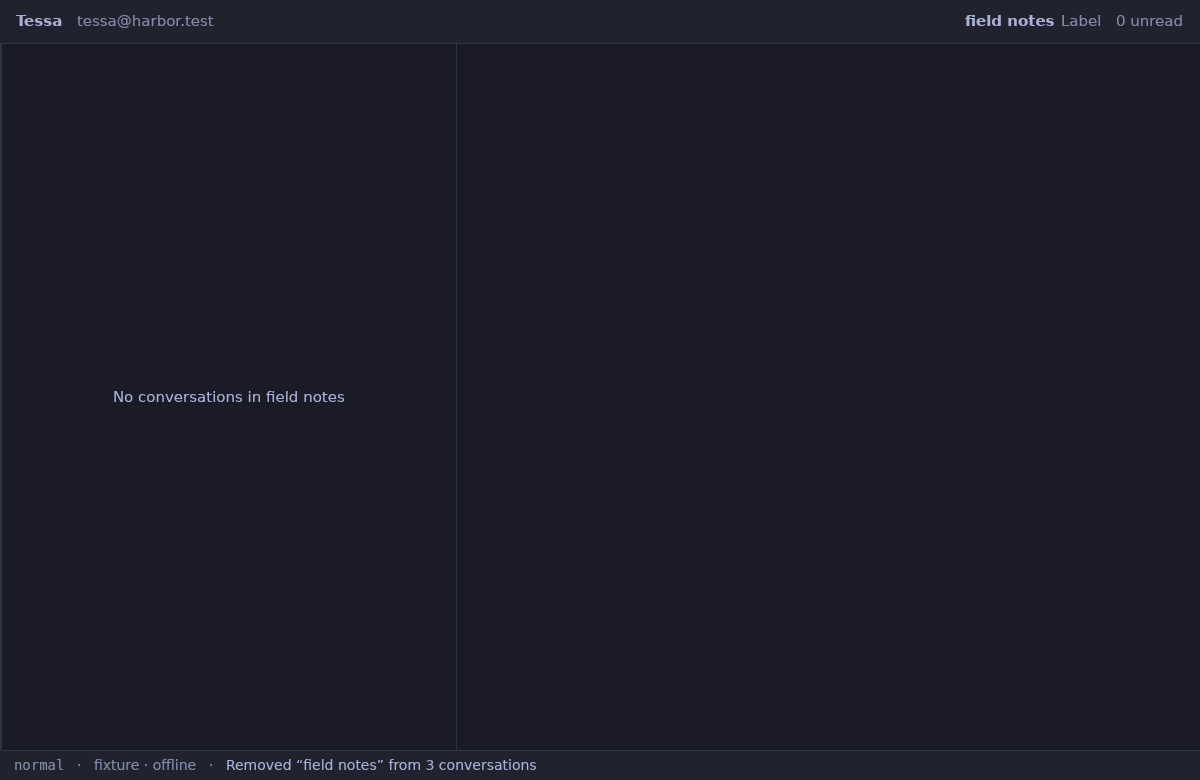 Tessa tessa@harbor.test field notes Label 0 unread
No conversations in field notes
normal · fixture · offline · Removed “field notes” from 3 conversations